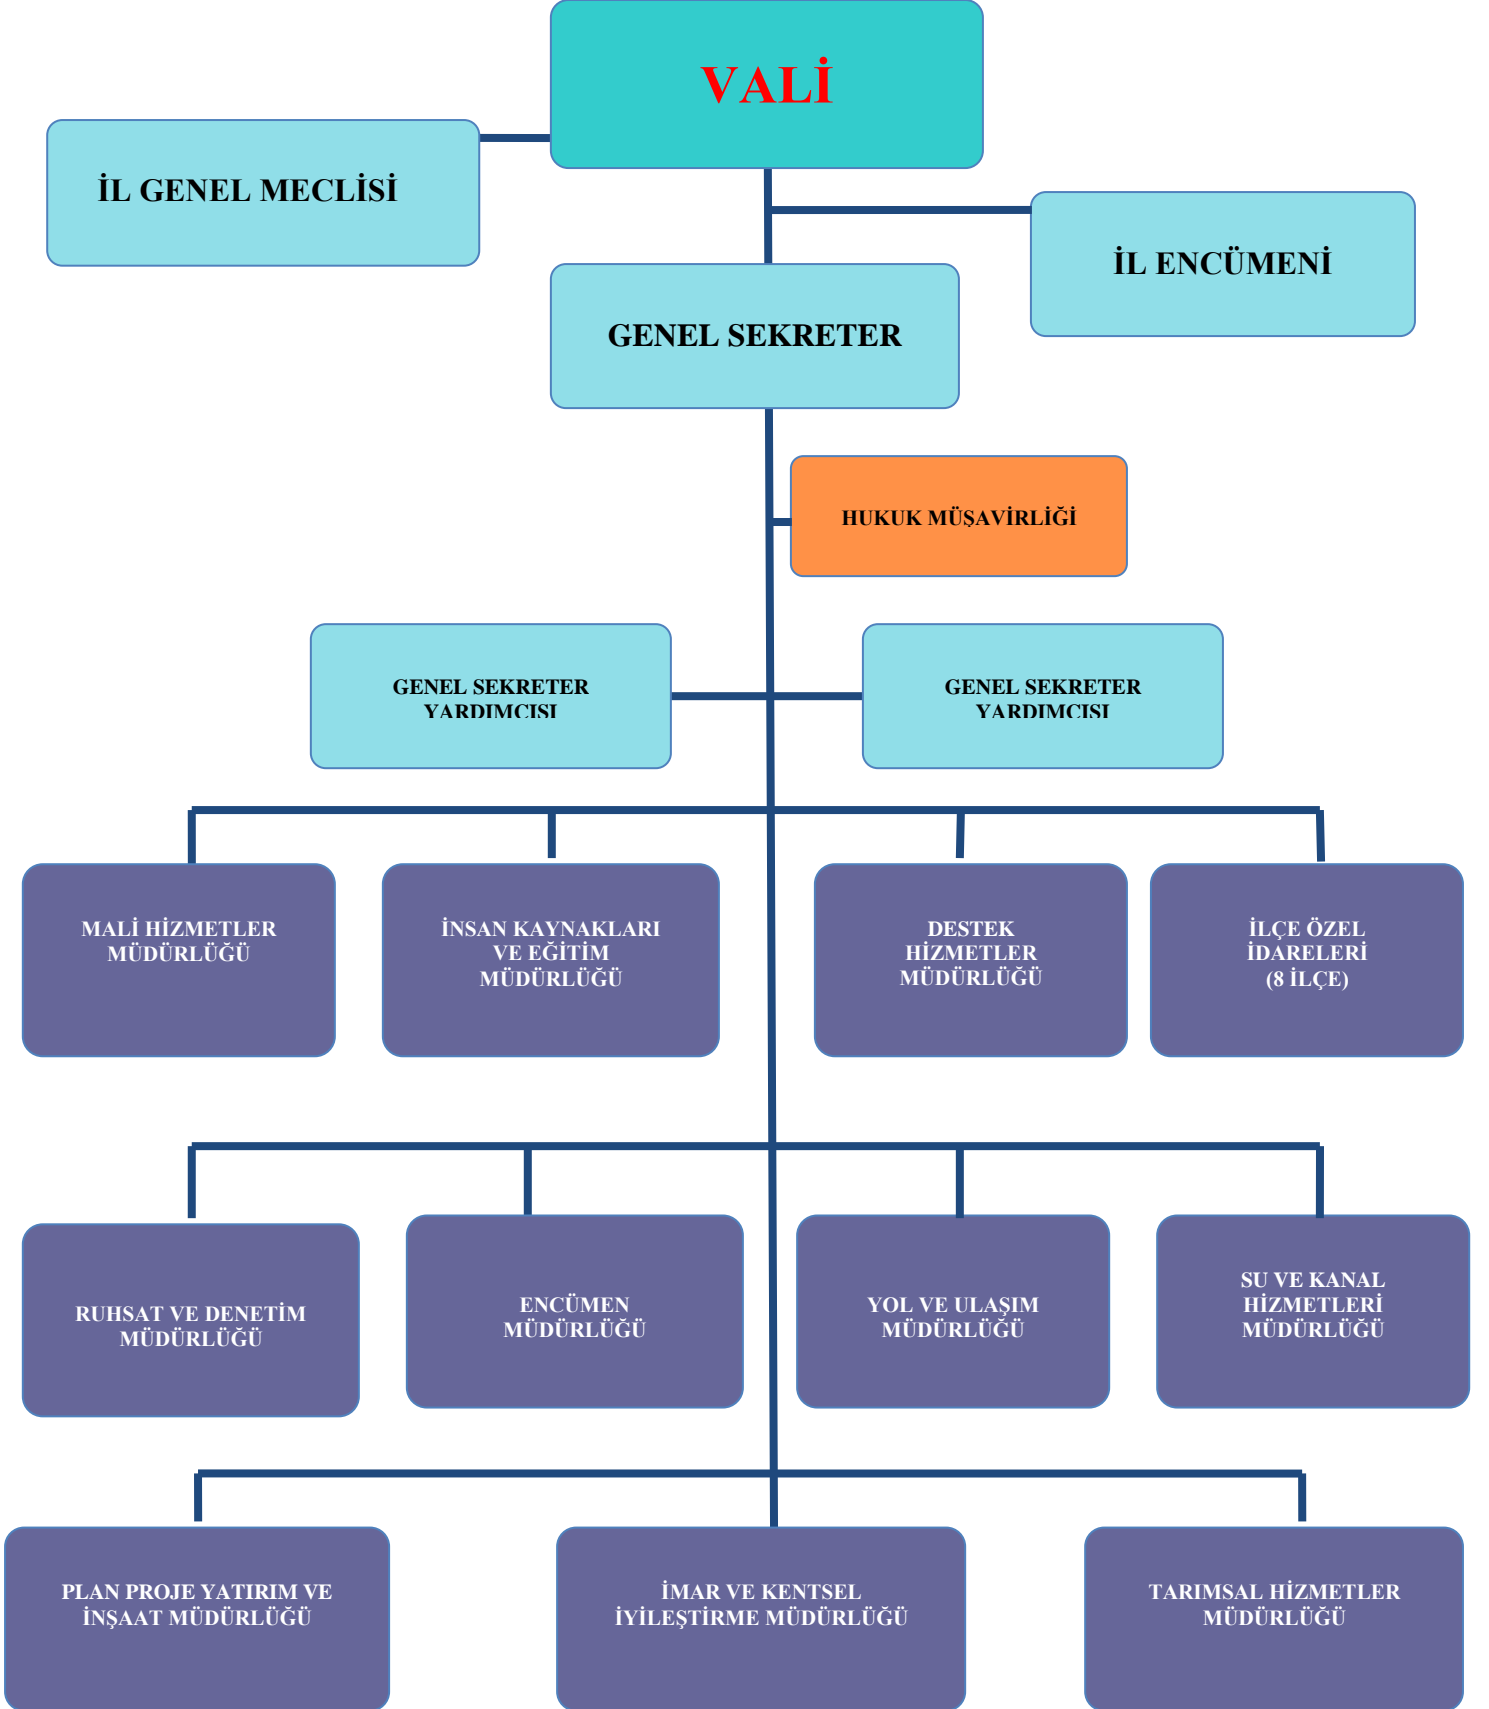 VALİ
İL GENEL MECLİSİ
İL ENCÜMENİ
GENEL SEKRETER
HUKUK MÜŞAVİRLİĞİ
GENEL SEKRETER
YARDIMCISI
GENEL SEKRETER
YARDIMCISI
MALİ HİZMETLER
MÜDÜRLÜĞÜ
İNSAN KAYNAKLARI
VE EĞİTİM
MÜDÜRLÜĞÜ
DESTEK
HİZMETLER
MÜDÜRLÜĞÜ
İLÇE ÖZEL
İDARELERİ
(8 İLÇE)
RUHSAT VE DENETİM
MÜDÜRLÜĞÜ
ENCÜMEN
MÜDÜRLÜĞÜ
YOL VE ULAŞIM
MÜDÜRLÜĞÜ
SU VE KANAL
HİZMETLERİ
MÜDÜRLÜĞÜ
PLAN PROJE YATIRIM VE
İNŞAAT MÜDÜRLÜĞÜ
İMAR VE KENTSEL
İYİLEŞTİRME MÜDÜRLÜĞÜ
TARIMSAL HİZMETLER
MÜDÜRLÜĞÜ